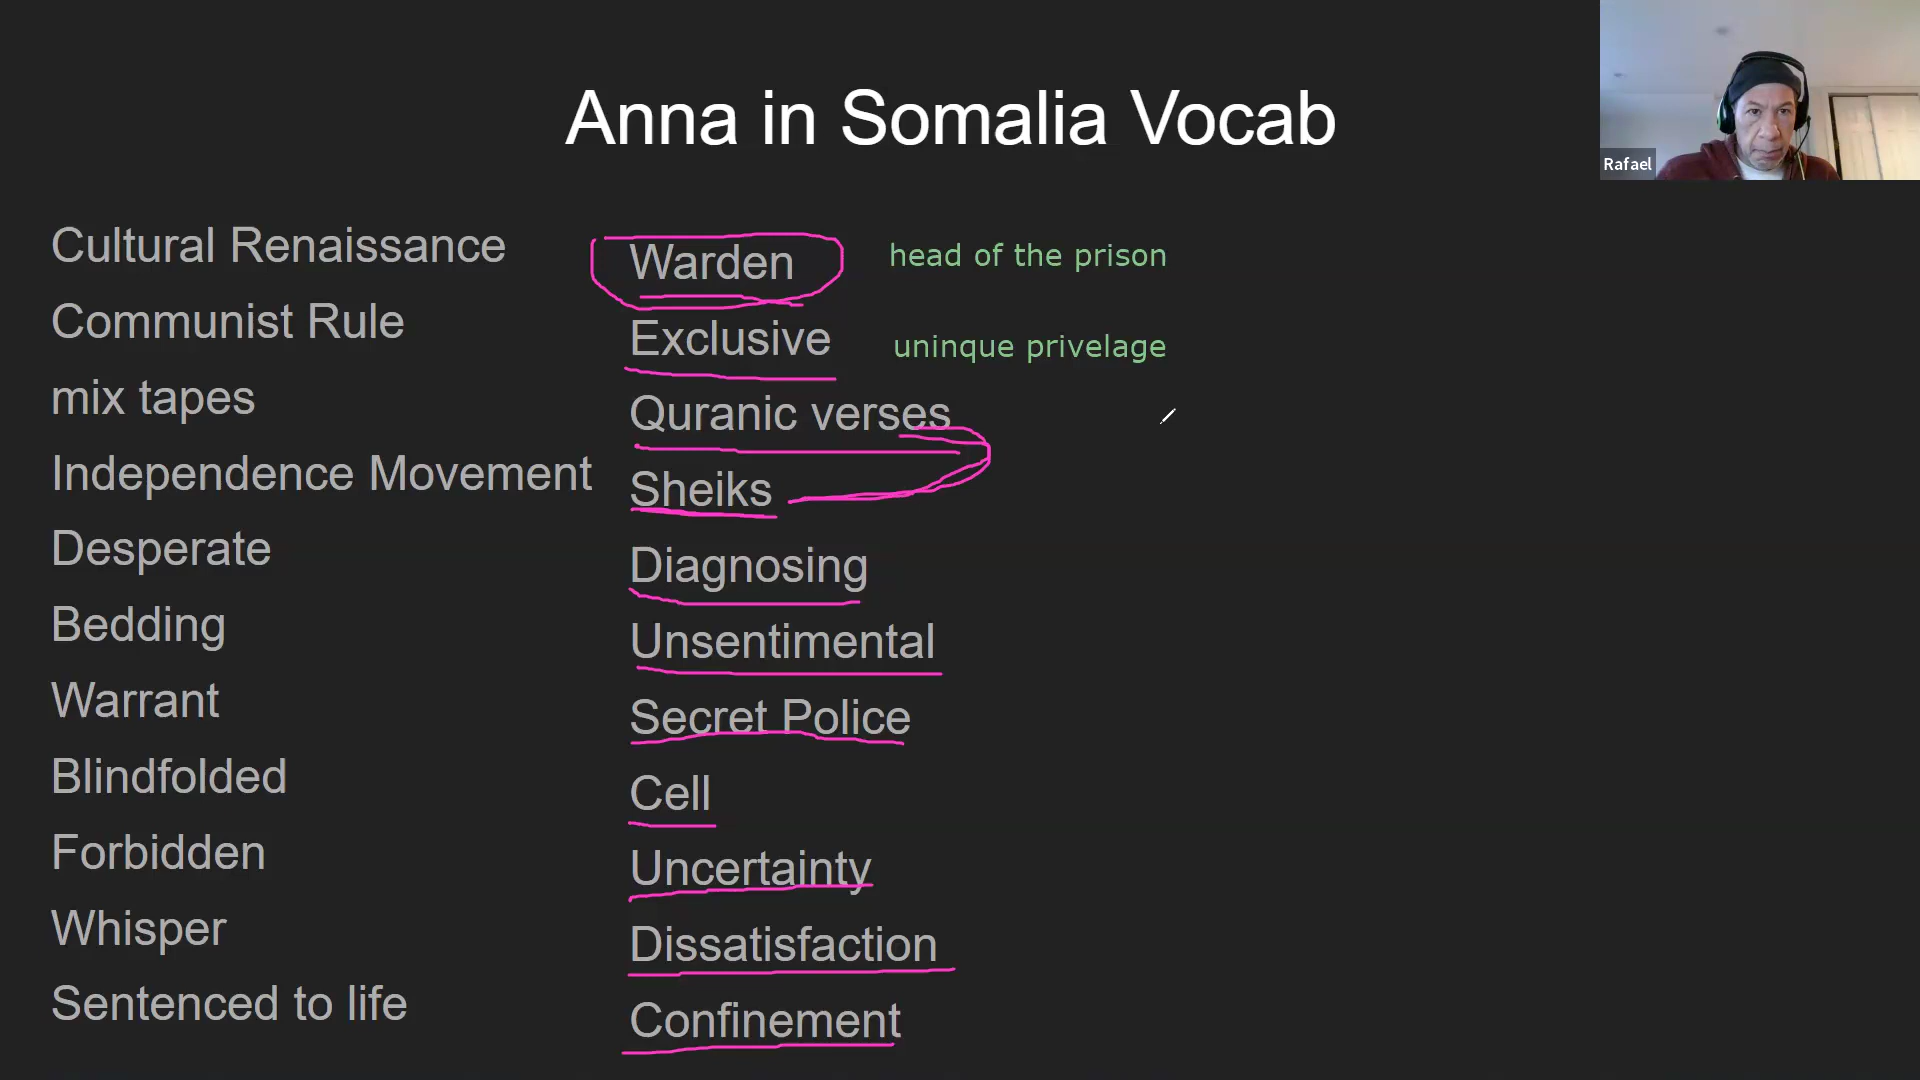 Anna in Somalia Vocab
Rafael
Cultural Renaissance
Communist Rule
mix tapes
Independence Movement
Desperate
Bedding
Warrant
Blindfolded
Forbidden
Whisper
Sentenced to life
Warden
head of the prison
Exclusive
uninque privelage
Quranic verses
Sheiks
Diagnosing
Unsentimental
Secret Police
Cell
Uncertainty
Dissatisfaction
Confinement